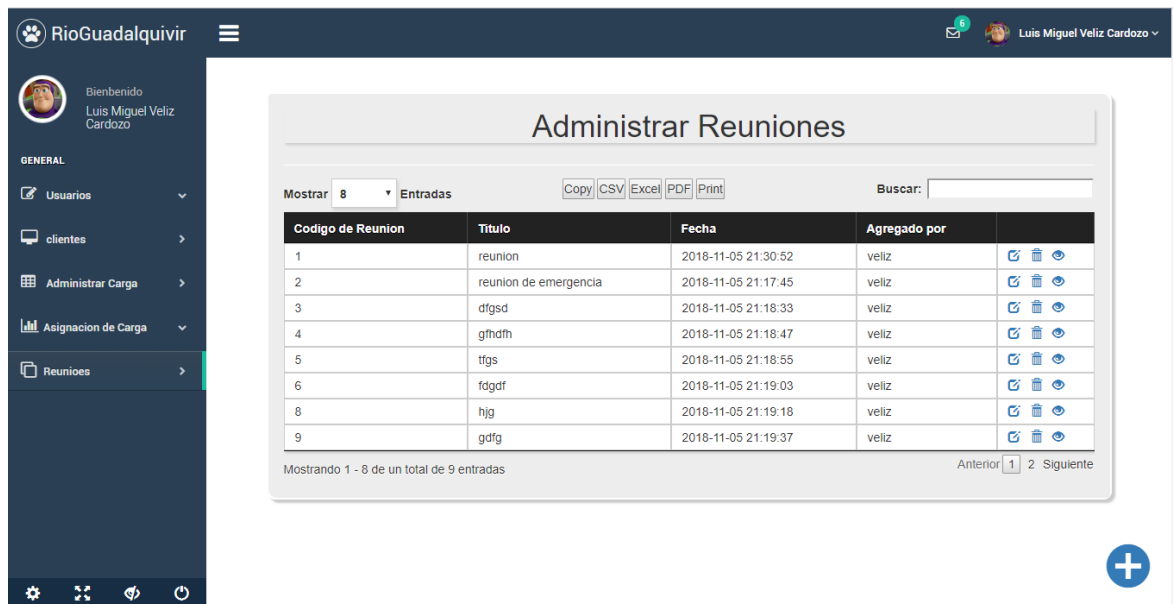 RioGuadalquivir
6
Luis Miguel Veliz Cardozo
Bienbenido
Luis Miguel Veliz
Cardozo
GENERAL
Usuarios
clientes
Administrar Carga
Asignacion de Carga
Reunioes
Administrar Reuniones
Mostrar 8 Entradas
Copy CSV Excel PDF Print
Buscar:
Codigo de Reunion Titulo Fecha Agregado por
1 reunion 2018-11-05 21:30:52 veliz
2 reunion de emergencia 2018-11-05 21:17:45 veliz
3 dfgsd 2018-11-05 21:18:33 veliz
4 gfhdfh 2018-11-05 21:18:47 veliz
5 tfgs 2018-11-05 21:18:55 veliz
6 fdgdf 2018-11-05 21:19:03 veliz
8 hjg 2018-11-05 21:19:18 veliz
9 gdfg 2018-11-05 21:19:37 veliz
Mostrando 1 - 8 de un total de 9 entradas
Anterior 1 2 Siguiente